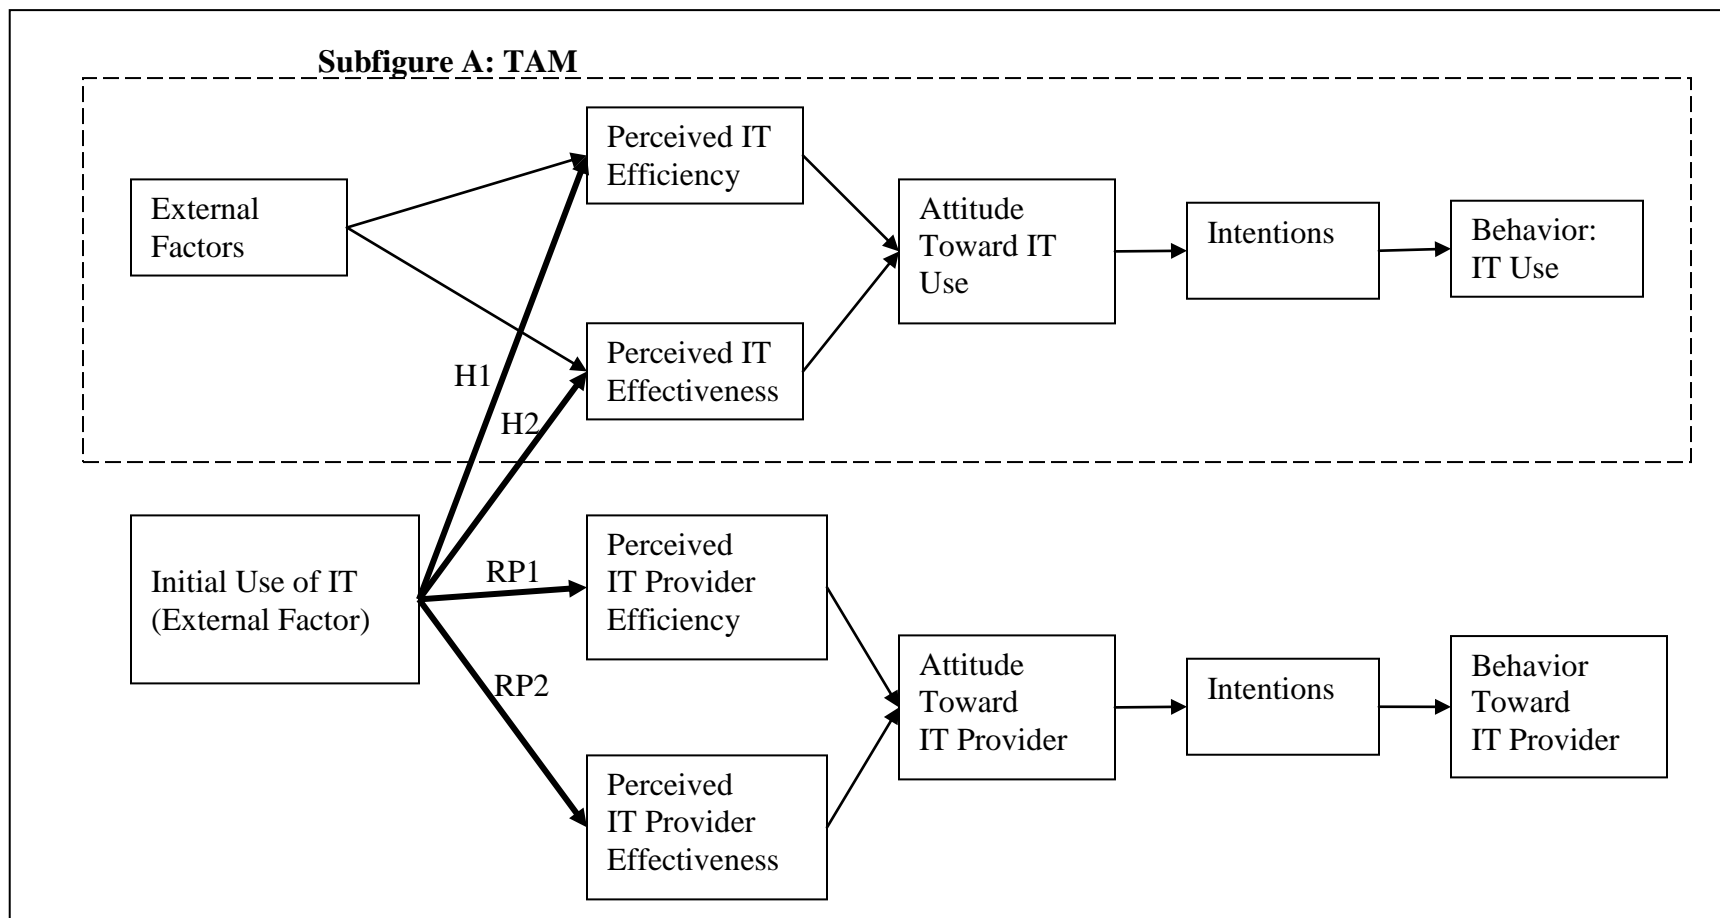 Subfigure A: TAM
Perceived IT
Efficiency
External
Factors
Attitude
Toward IT
Use
Intentions
Behavior:
IT Use
Perceived IT
Effectiveness
H1
H2
Initial Use of IT
(External Factor)
RP1
RP2
Perceived
IT Provider
Efficiency
Attitude
Toward
IT Provider
Intentions
Behavior
Toward
IT Provider
Perceived
IT Provider
Effectiveness